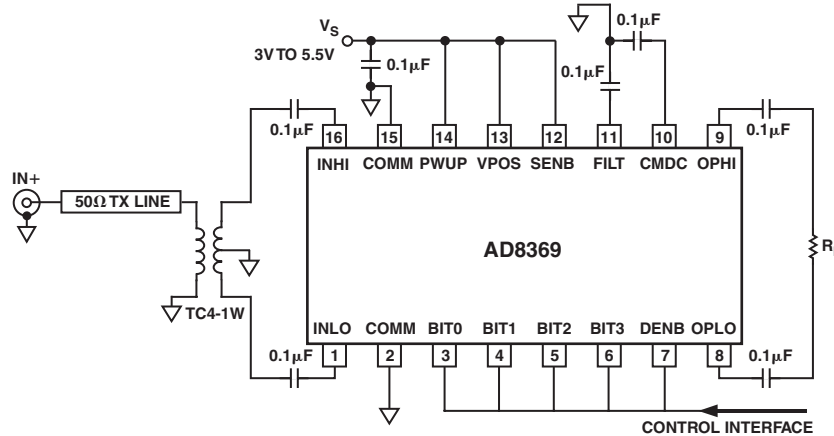 VS
3V TO 5.5V
0.1μF
0.1μF
0.1μF
0.1μF
0.1μF
16 15 14 13 12 11 10 9
INHI COMM PWUP VPOS SENB FILT CMDC OPHI
IN+
50Ω TX LINE
AD8369
R
TC4-1W
INLO COMM BIT0 BIT1 BIT2 BIT3 DENB OPLO
0.1μF
1 2 3 4 5 6 7 8
0.1μF
CONTROL INTERFACE